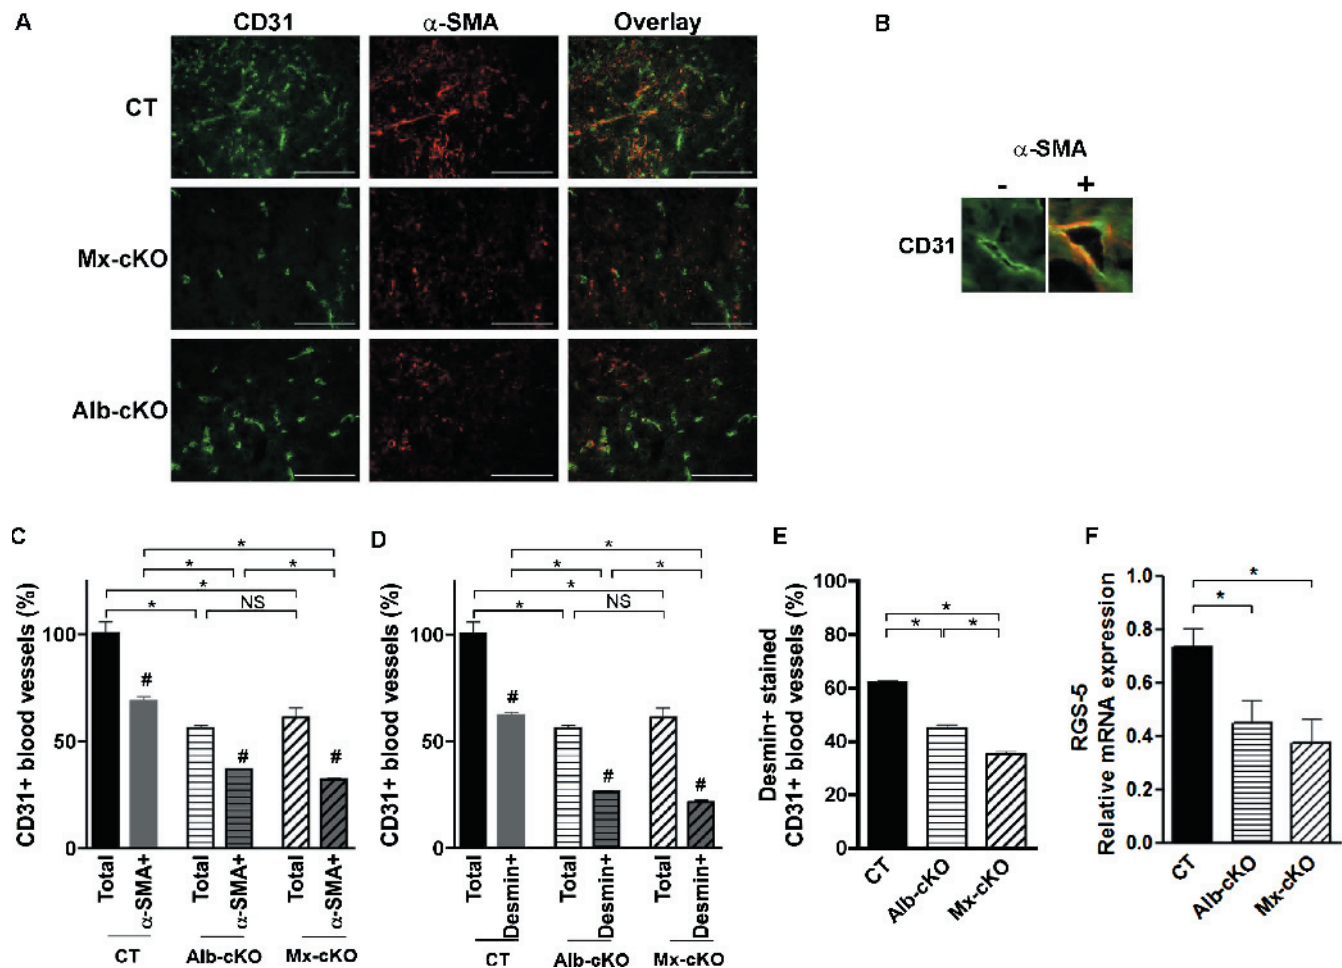 A
CD31
α-SMA
Overlay
CT
Mx-cKO
Alb-cKO
B
α-SMA
- +
CD31
C
CD31+ blood vessels (%)
100
50
0
*
* *
*
* NS
#
#
#
Total
α-SMA+
Total
α-SMA+
Total
α-SMA+
CT
Alb-cKO
Mx-cKO
D
CD31+ blood vessels (%)
100
50
0
*
* *
*
* NS
#
#
#
Total
Desmin+
Total
Desmin+
Total
Desmin+
CT
Alb-cKO
Mx-cKO
E
Desmin+ stained
CD31+ blood vessels (%)
100
80
60
40
20
0
*
* *
CT
Alb-cKO
Mx-cKO
F
RGS-5
Relative mRNA expression
1.0
0.8
0.6
0.4
0.2
0.0
*
*
CT
Alb-cKO
Mx-cKO